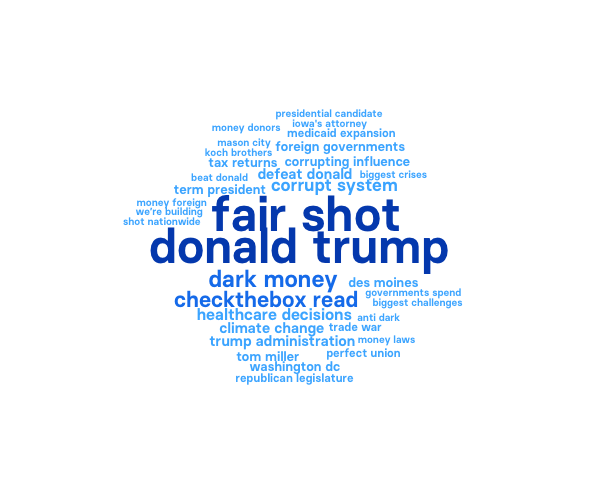 presidential candidate
iowa's attorney
money donors
medicaid expansion
mason city
foreign governments
koch brothers
tax returns
corrupting influence
beat donald
defeat donald
biggest crises
term president
corrupt system
money foreign
we're building
fair shot
shot nationwide
donald trump
dark money
des moines
governments spend
checkthebox read
biggest challenges
healthcare decisions
anti dark
climate change
trade war
trump administration
money laws
tom miller
perfect union
washington dc
republican legislature